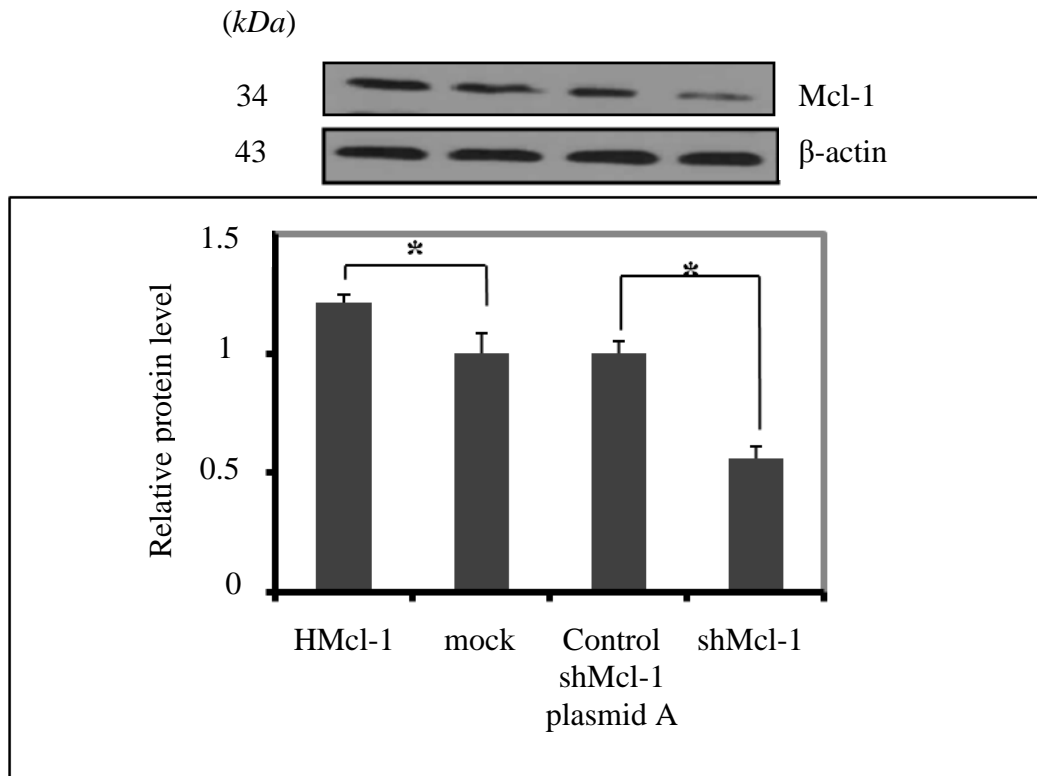 (kDa)
34 Mcl-1
43 β-actin
1.5
1
0.5
0
Relative protein level
*
*
HMcl-1 mock Control shMcl-1
shMcl-1
plasmid A